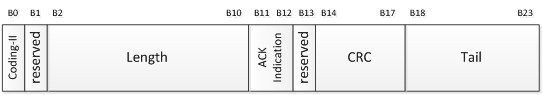 B0 B1 B2 B10 B11 B12 B13 B14 B17 B18 B23
Coding-II
reserved
Length
ACK
Indication
reserved
CRC
Tail